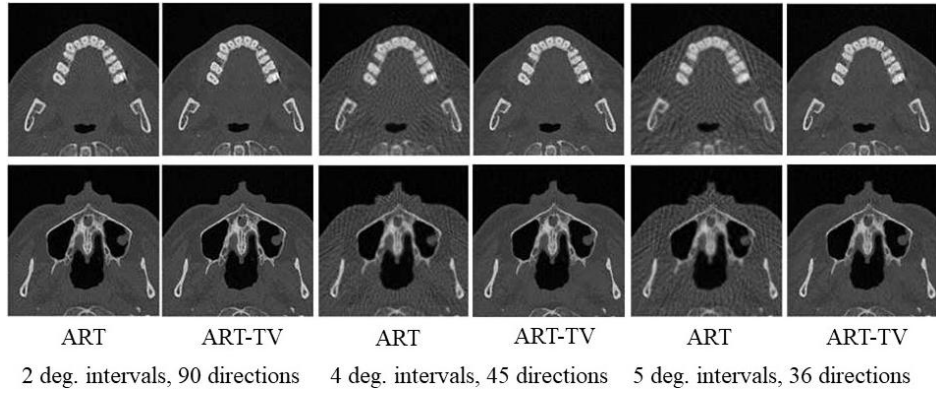 ART ART-TV ART ART-TV ART ART-TV
2 deg. intervals, 90 directions 4 deg. intervals, 45 directions 5 deg. intervals, 36 directions